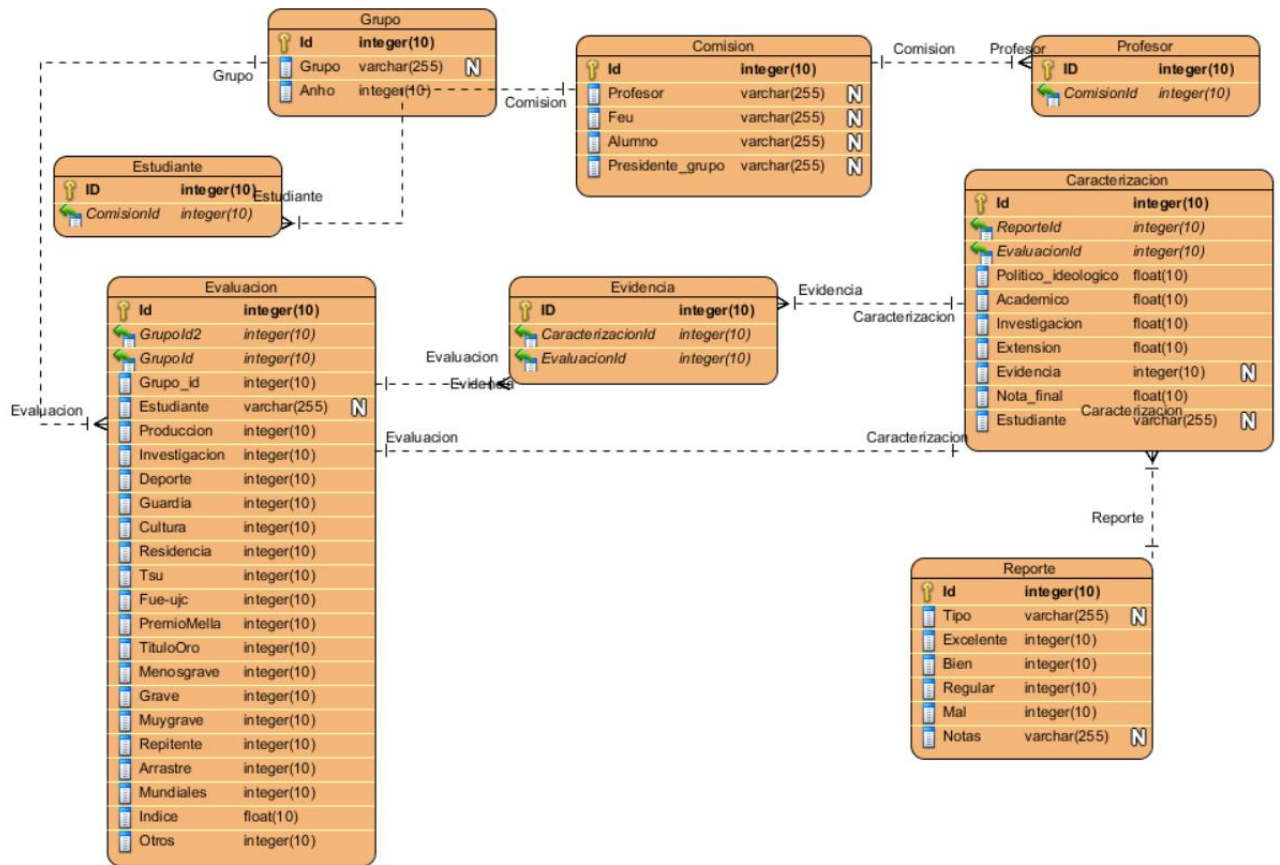 Grupo
Id integer(10)
Grupo varchar(255) N
Anho integer(10)
Grupo
Comision
Id integer(10)
Profesor varchar(255) N
Feu varchar(255) N
Alumno varchar(255) N
Presidente_grupo varchar(255) N
Comision
Comision
Profesor
Profesor
ID integer(10)
ComisionId integer(10)
Estudiante
ID integer(10)
ComisionId integer(10)
Estudiante
Caracterizacion
Id integer(10)
ReporteId integer(10)
EvaluacionId integer(10)
Politico_ideologico float(10)
Academico float(10)
Investigacion float(10)
Extension float(10)
Evidencia integer(10) N
Nota_final float(10)
Estudiante varchar(255) N
Caracterizacion
Evidencia
ID integer(10)
CaracterizacionId integer(10)
EvaluacionId integer(10)
Evidencia
Caracterizacion
Evaluacion
Evidencia
Evaluacion
Caracterizacion
Evaluacion
Evaluacion
Id integer(10)
GrupoId2 integer(10)
GrupoId integer(10)
Grupo_id integer(10)
Estudiante varchar(255) N
Produccion integer(10)
Investigacion integer(10)
Deporte integer(10)
Guardia integer(10)
Cultura integer(10)
Residencia integer(10)
Tsu integer(10)
Fue-ujc integer(10)
PremioMella integer(10)
TituloOro integer(10)
Menosgrave integer(10)
Grave integer(10)
Muygrave integer(10)
Repitente integer(10)
Arrastre integer(10)
Mundiales integer(10)
Indice float(10)
Otros integer(10)
Reporte
Reporte
Id integer(10)
Tipo varchar(255) N
Excelente integer(10)
Bien integer(10)
Regular integer(10)
Mal integer(10)
Notas varchar(255) N